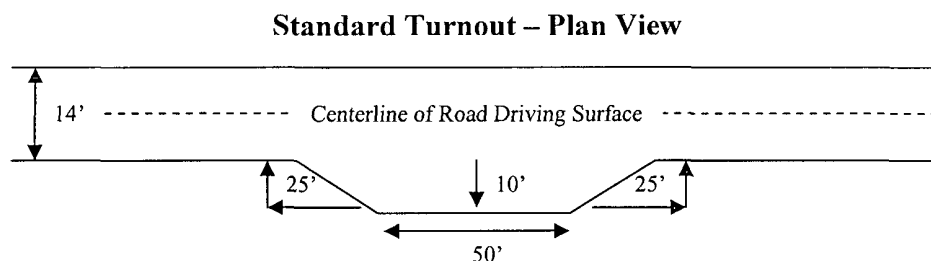 Standard Turnout – Plan View
14’
Centerline of Road Driving Surface
25’ 10’ 25’
50’